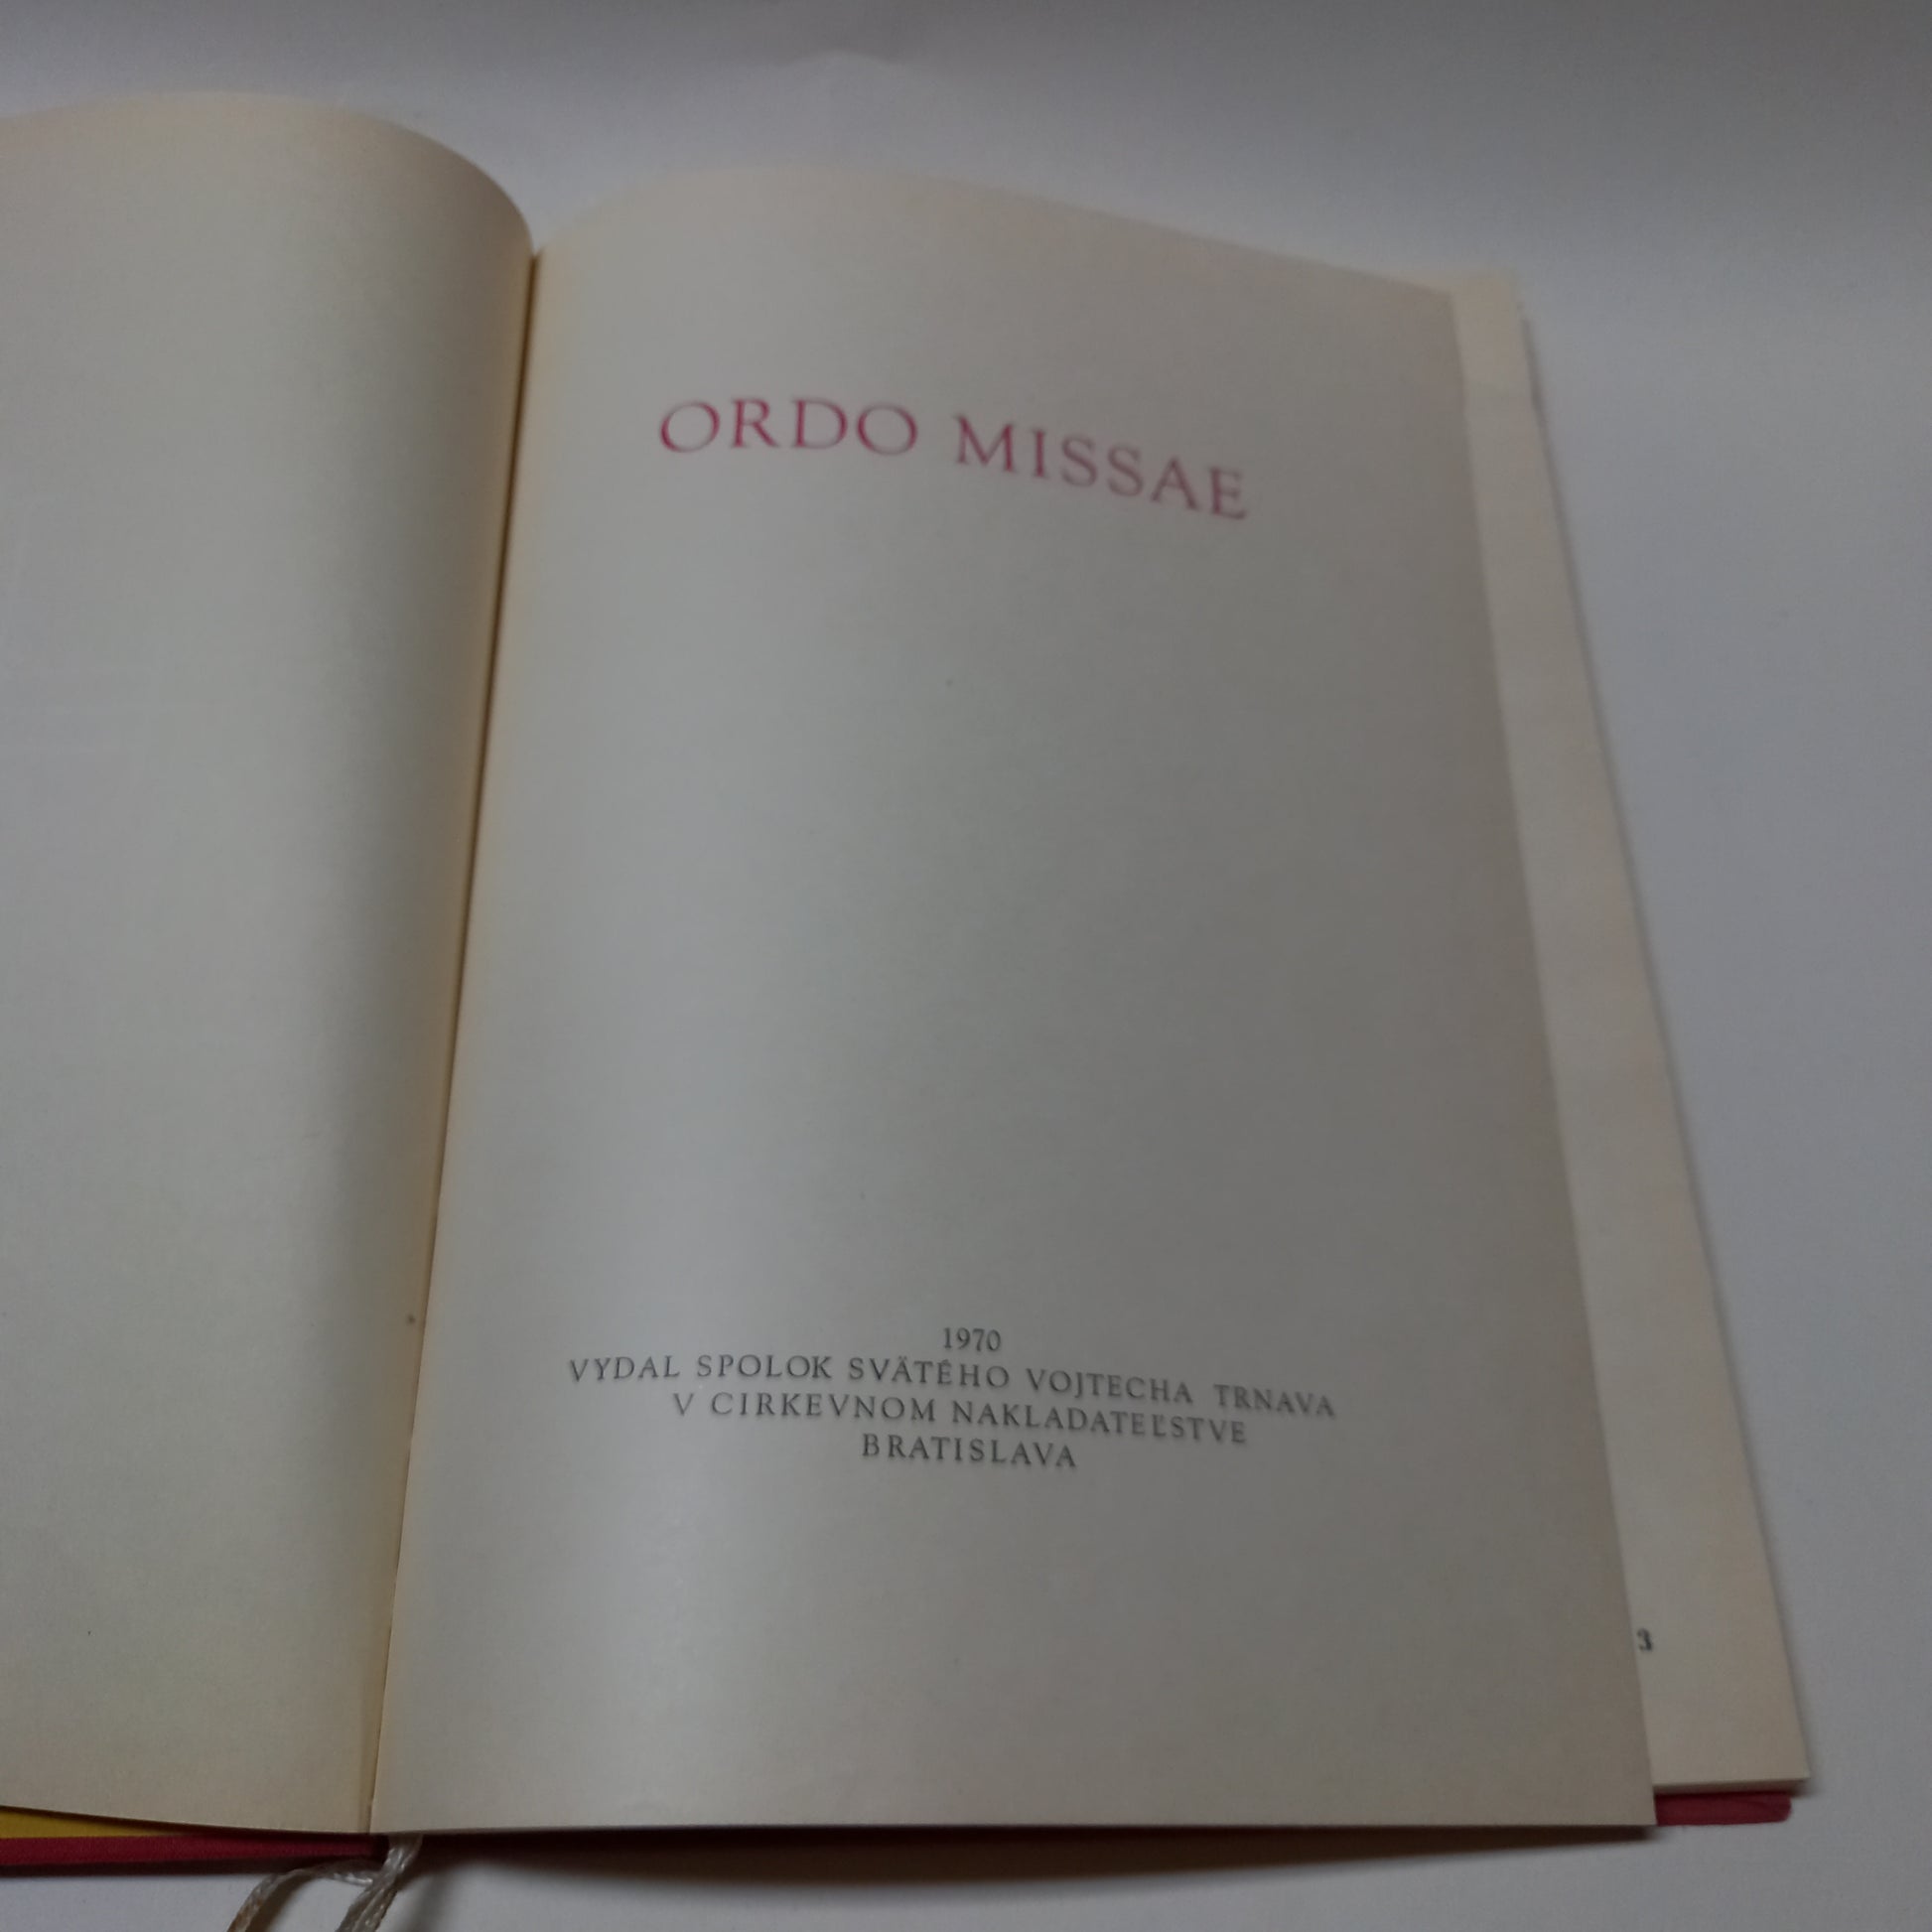 ORDO MISSAE
1970
VYDAL SPOLOK SVÄTÉHO VOJTECHA TRNAVA
V CIRKEVNOM NAKLADATEĽSTVE
BRATISLAVA
3